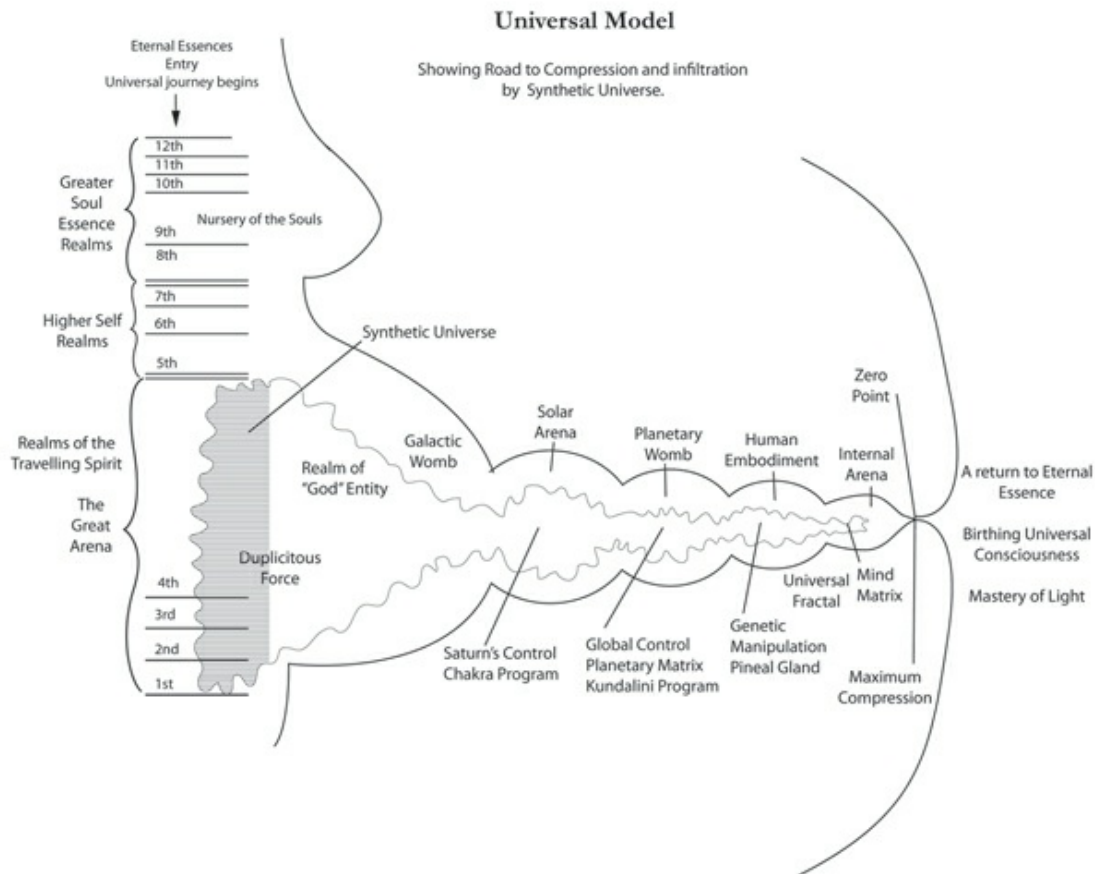 Universal Model
Showing Road to Compression and infiltration
by Synthetic Universe.
Eternal Essences
Entry
Universal journey begins
12th
11th
10th
Greater
Soul
Essence
Realms
Nursery of the Souls
9th
8th
7th
Higher Self
Realms
6th
5th
Synthetic Universe
Zero
Point
Solar
Arena
Galactic
Womb
Planetary
Womb
Human
Embodiment
Internal
Arena
Realms of the
Travelling Spirit
The
Great
Arena
Realm of
"God" Entity
A return to Eternal
Essence
Birthing Universal
Consciousness
Mastery of Light
Duplicitous
Force
4th
3rd
2nd
1st
Universal
Fractal
Mind
Matrix
Saturn's Control
Chakra Program
Global Control
Planetary Matrix
Kundalini Program
Genetic
Manipulation
Pineal Gland
Maximum
Compression